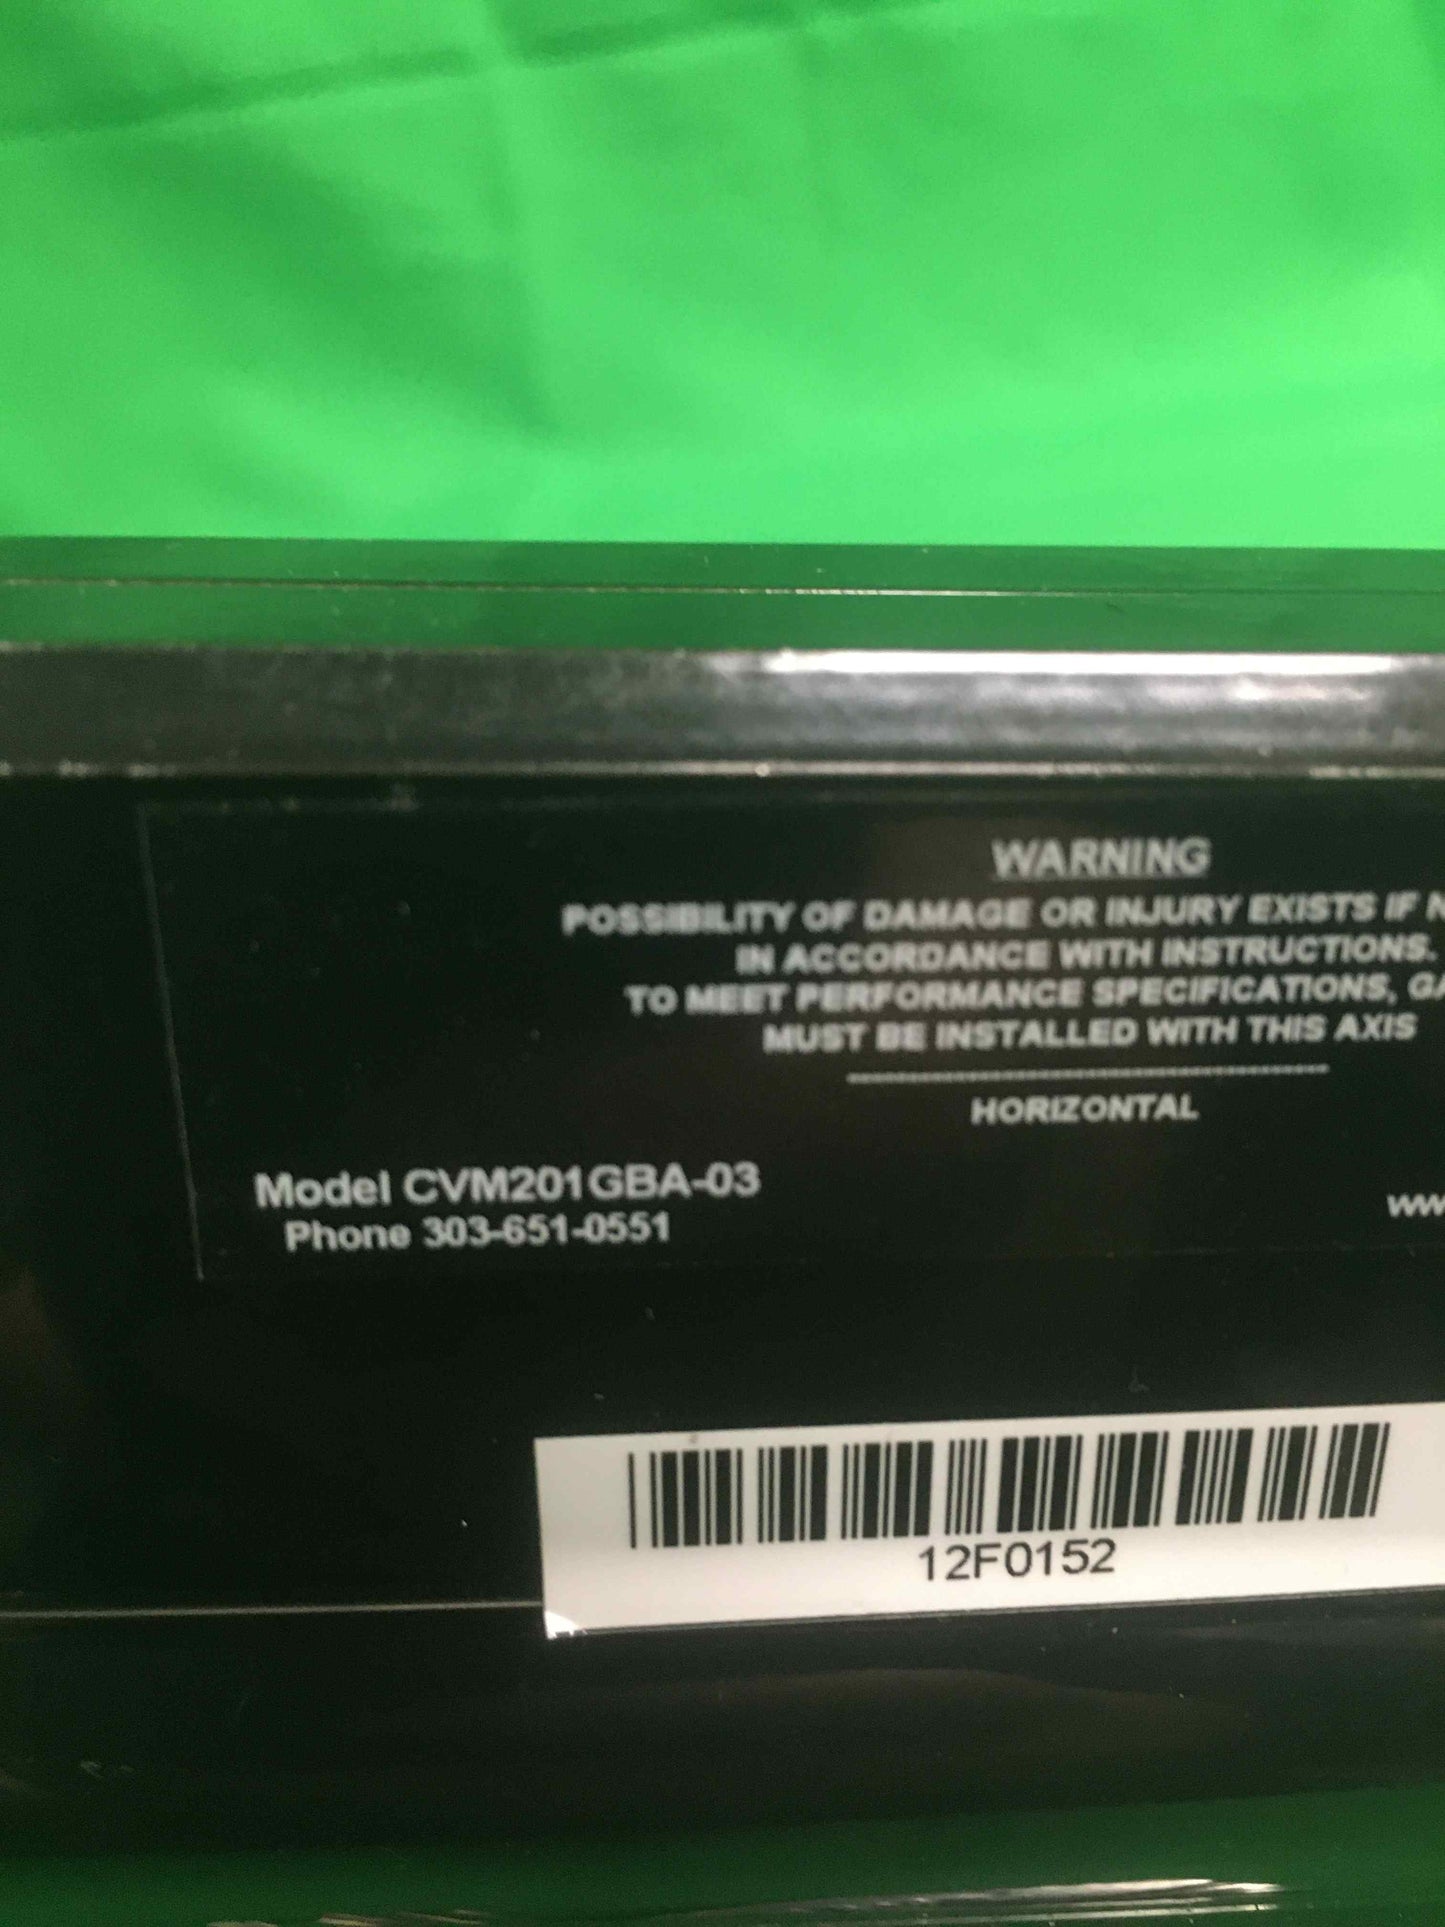 WARNING
POSSIBILITY OF DAMAGE OR INJURY EXISTS IF
IN ACCORDANCE WITH INSTRUCTIONS.
TO MEET PERFORMANCE SPECIFICATIONS,
MUST BE INSTALLED WITH THIS AXIS
HORIZONTAL
Model CVM201GBA-03
Phone 303-651-0551
12F0152